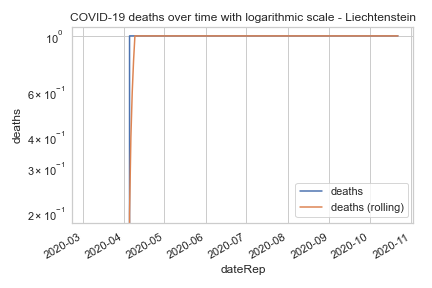 COVID-19 deaths over time with logarithmic scale - Liechtenstein
10⁰
6 × 10⁻¹
4 × 10⁻¹
3 × 10⁻¹
2 × 10⁻¹
deaths
deaths
deaths (rolling)
2020-03
2020-04
2020-05
2020-06
2020-07
2020-08
2020-09
2020-10
2020-11
dateRep